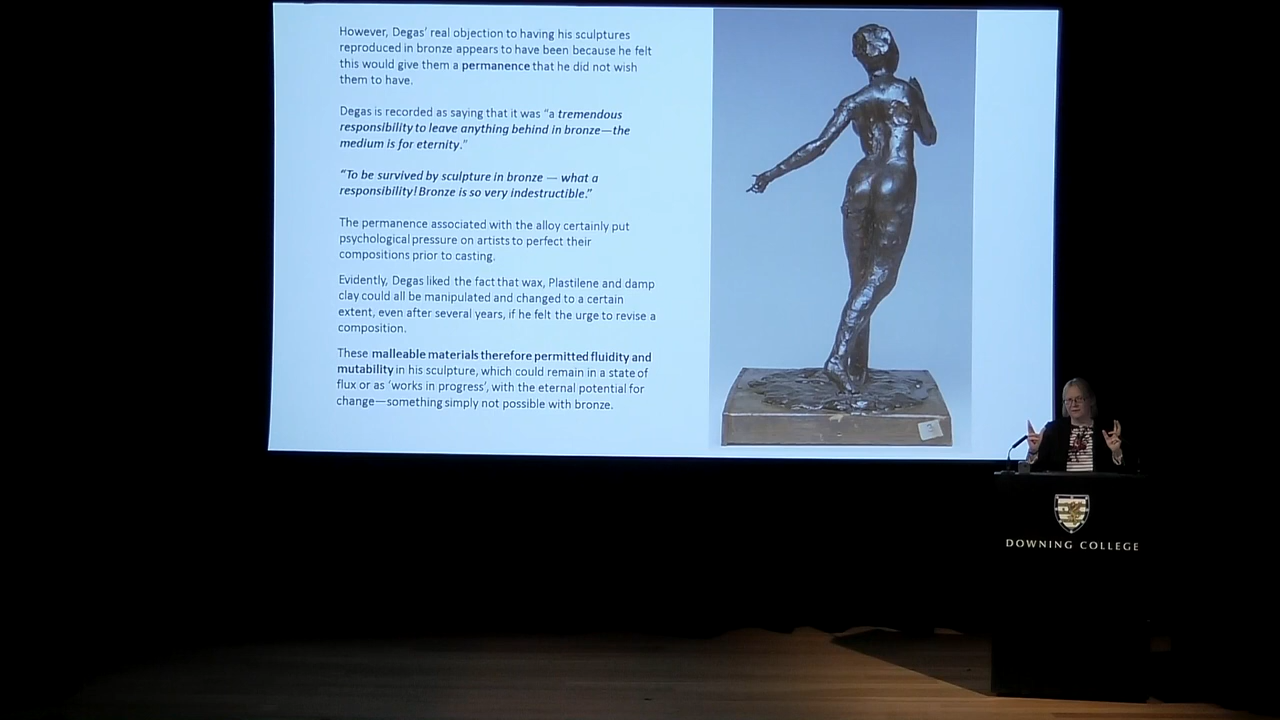 However, Degas’ real objection to having his sculptures
reproduced in bronze appears to have been because he felt
this would give them a permanence that he did not wish
them to have.
Degas is recorded as saying that it was “a tremendous
responsibility to leave anything behind in bronze—the
medium is for eternity.”
“To be survived by sculpture in bronze — what a
responsibility! Bronze is so very indestructible.”
The permanence associated with the alloy certainly put
psychological pressure on artists to perfect their
compositions prior to casting.
Evidently, Degas liked the fact that wax, Plastilene and damp
clay could all be manipulated and changed to a certain
extent, even after several years, if he felt the urge to revise a
composition.
These malleable materials therefore permitted fluidity and
mutability in his sculpture, which could remain in a state of
flux or as ‘works in progress’, with the eternal potential for
change—something simply not possible with bronze.
3
DOWNING COLLEGE